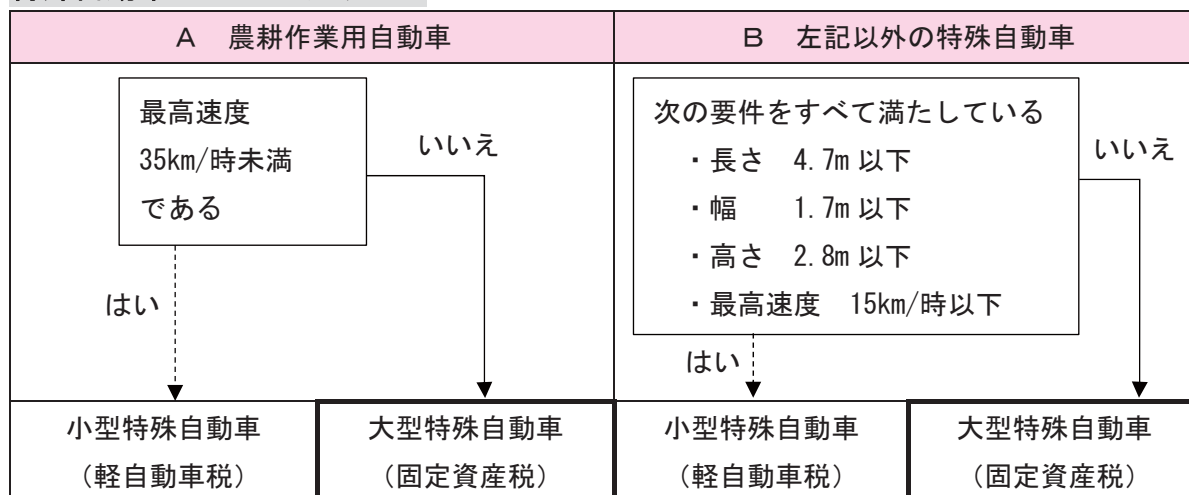 A 農耕作業用自動車
B 左記以外の特殊自動車
最高速度
35km/時未満
である
いいえ
はい
次の要件をすべて満たしている
・長さ 4.7m 以下
・幅 1.7m 以下
・高さ 2.8m 以下
・最高速度 15km/時以下
いいえ
はい
小型特殊自動車
(軽自動車税)
大型特殊自動車
(固定資産税)
小型特殊自動車
(軽自動車税)
大型特殊自動車
(固定資産税)